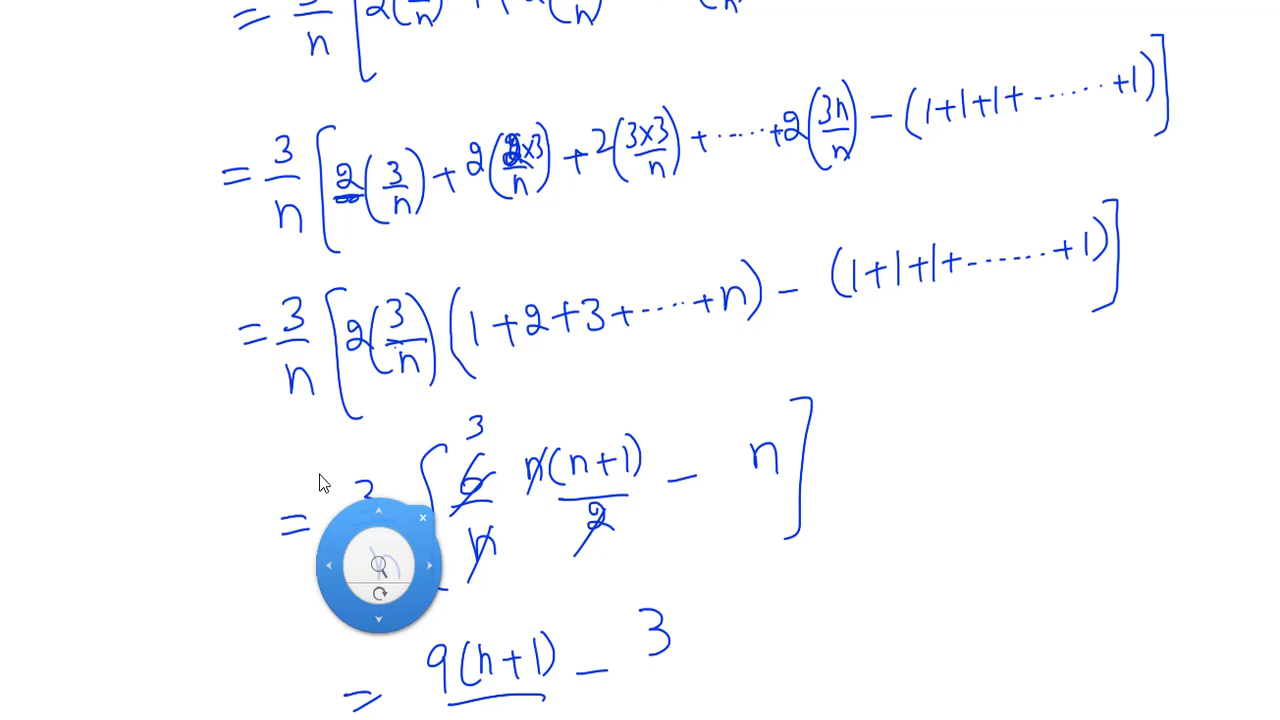 = 3/n [2(3/n) + 2(2×3/n) + 2(3×3/n) + ...... + 2(3n/n) − (1+1+1+ ...... +1)]
= 3/n [2(3/n) (1+2+3+ ..... +n) − (1+1+1+ ....... +1)]
3
= [6/n n(n+1)/2 − n]
= 9(n+1) − 3